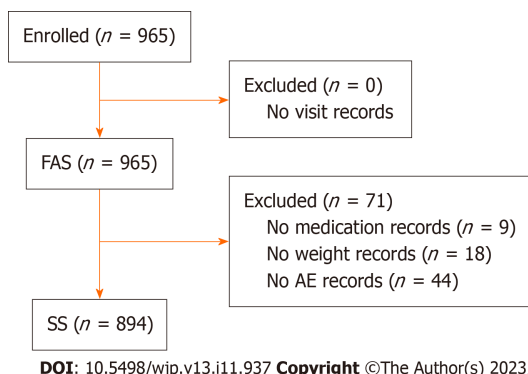 Enrolled (n = 965)
Excluded (n = 0)
No visit records
FAS (n = 965)
Excluded (n = 71)
No medication records (n = 9)
No weight records (n = 18)
No AE records (n = 44)
SS (n = 894)
DOI: 10.5498/wjp.v13.i11.937 Copyright ©The Author(s) 2023